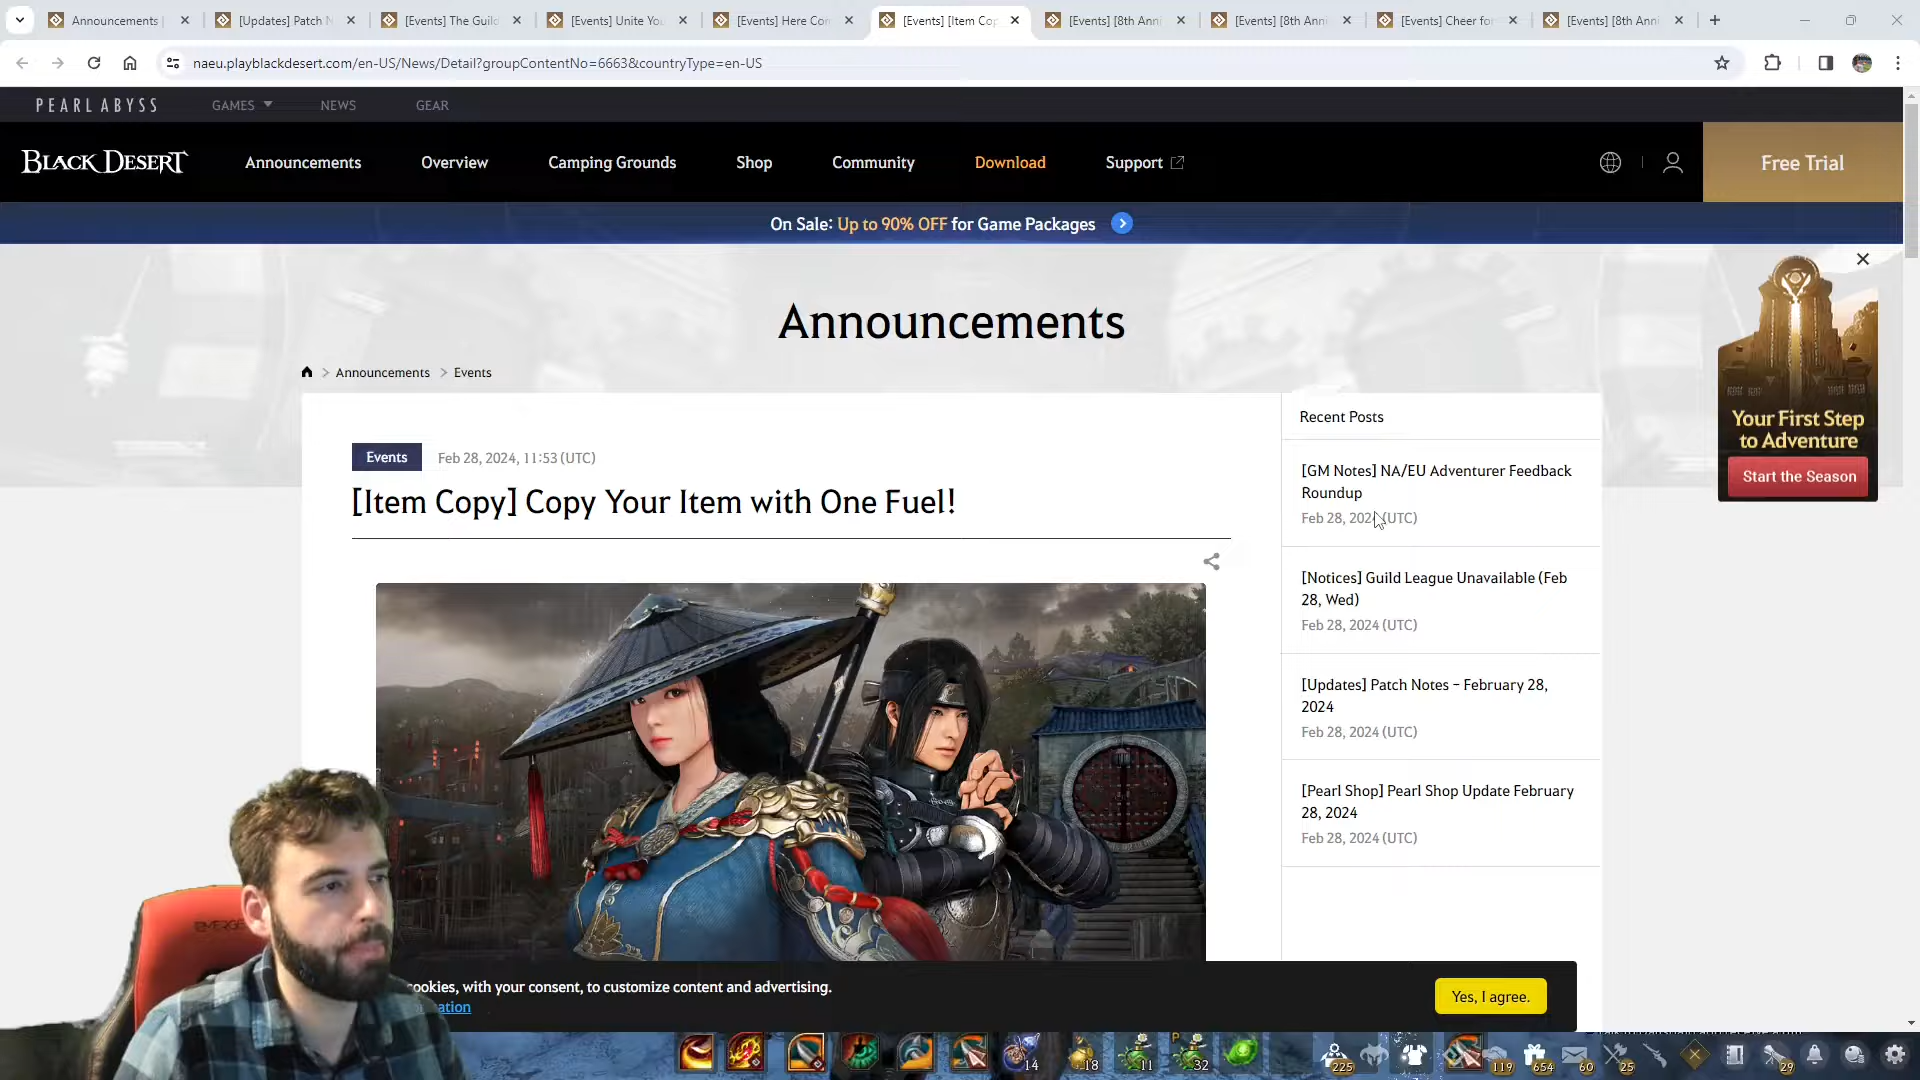 Announcements |
[Updates] Patch N
[Events] The Guild
[Events] Unite You
[Events] Here Com
[Events] [Item Cop
[Events] [8th Anni
[Events] [8th Anni
[Events] Cheer for
[Events] [8th Anni
naeu.playblackdesert.com/en-US/News/Detail?groupContentNo=6663&countryType=en-US
PEARL ABYSS
GAMES
NEWS
GEAR
BLACK DESERT
Announcements
Overview
Camping Grounds
Shop
Community
Download
Support
Free Trial
On Sale: Up to 90% OFF for Game Packages
Announcements
Announcements > Events
Events
Feb 28, 2024, 11:53 (UTC)
[Item Copy] Copy Your Item with One Fuel!
Recent Posts
[GM Notes] NA/EU Adventurer Feedback
Roundup
Feb 28, 2024 (UTC)
[Notices] Guild League Unavailable (Feb
28, Wed)
Feb 28, 2024 (UTC)
[Updates] Patch Notes – February 28,
2024
Feb 28, 2024 (UTC)
[Pearl Shop] Pearl Shop Update February
28, 2024
Feb 28, 2024 (UTC)
Your First Step
to Adventure
Start the Season
cookies, with your consent, to customize content and advertising.
Yes, I agree.
14
18
11
P
32
225
119
654
60
25
29